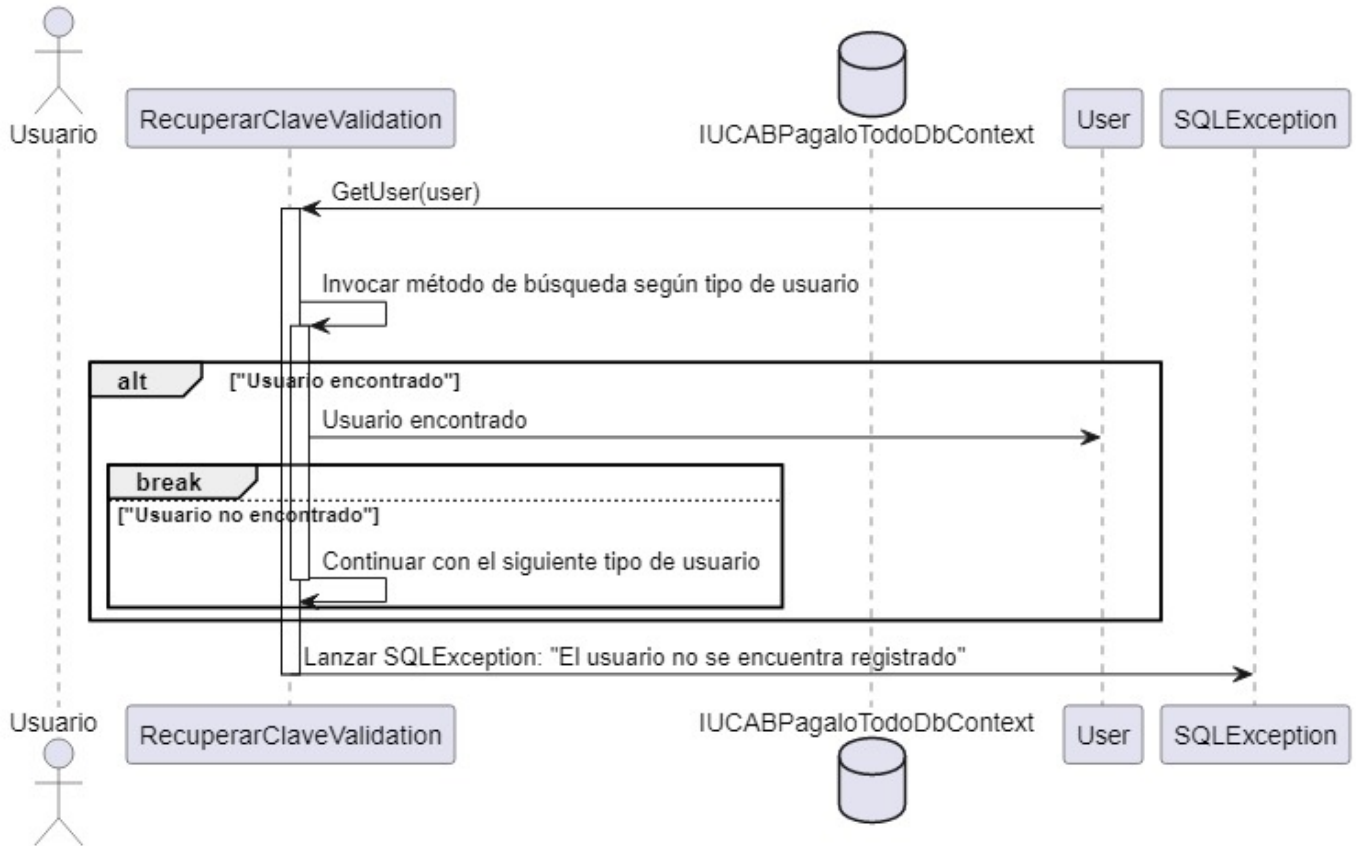 Usuario
RecuperarClaveValidation
IUCABPagaloTodoDbContext
User
SQLException
GetUser(user)
Invocar método de búsqueda según tipo de usuario
alt
["Usuario encontrado"]
Usuario encontrado
break
["Usuario no encontrado"]
Continuar con el siguiente tipo de usuario
Lanzar SQLException: "El usuario no se encuentra registrado"
Usuario
RecuperarClaveValidation
IUCABPagaloTodoDbContext
User
SQLException